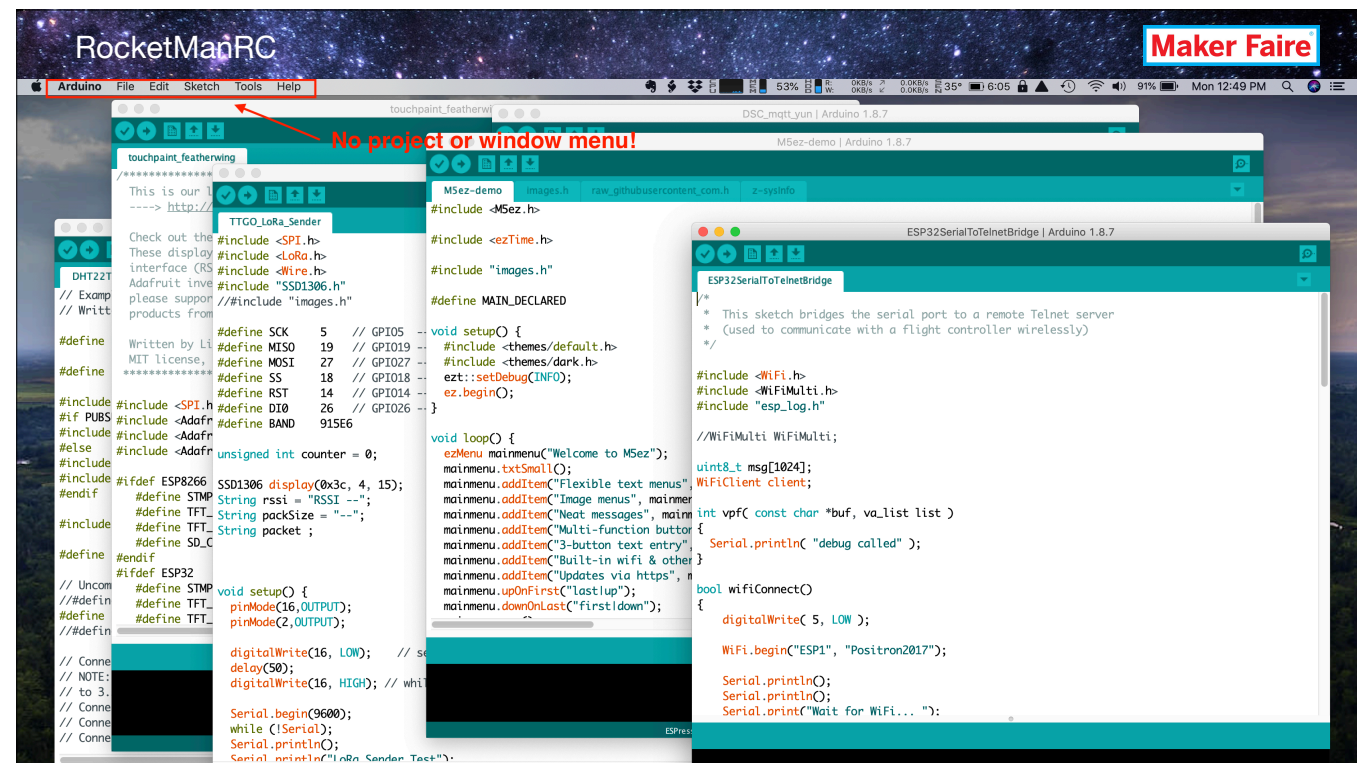 RocketManRC
Maker Faire
Arduino File Edit Sketch Tools Help
53% R: W: 0KB/s 0KB/s 0.0KB/s 0.0KB/s 35° 6:05 91% Mon 12:49 PM
No project or window menu!
touchpaint_featherwi
touchpaint_featherwing
/***************
This is our l
----> http://
Check out the
These display
interface (RS
Adafruit inve
please suppor
products from
Written by Li
MIT license,
**************
#include <SPI.h
#include <Adafr
#include <Adafr
#include <Adafr
#ifdef ESP8266
#define STMP
#define TFT_
#define TFT_
#define SD_C
#endif
#ifdef ESP32
#define STMP
#define TFT_
#define TFT_
DHT22T
// Examp
// Writt
#define
#define
#include
#if PUBS
#include
#else
#include
#include
#endif
#include
#define
// Uncom
//#defin
#define
//#defin
// Conne
// NOTE:
// to 3.
// Conne
// Conne
// Conne
TTGO_LoRa_Sender
#include <SPI.h>
#include <LoRa.h>
#include <Wire.h>
#include "SSD1306.h"
//#include "images.h"
#define SCK 5 // GPIO5 --
#define MISO 19 // GPIO19 --
#define MOSI 27 // GPIO27 --
#define SS 18 // GPIO18 --
#define RST 14 // GPIO14 --
#define DI0 26 // GPIO26 --
#define BAND 915E6
unsigned int counter = 0;
SSD1306 display(0x3c, 4, 15);
String rssi = "RSSI --";
String packSize = "--";
String packet ;
void setup() {
pinMode(16,OUTPUT);
pinMode(2,OUTPUT);
digitalWrite(16, LOW); // se
delay(50);
digitalWrite(16, HIGH); // whil
Serial.begin(9600);
while (!Serial);
Serial.println();
Serial.println("LoRa Sender Test");
DSC_mqtt_yun | Arduino 1.8.7
M5ez-demo | Arduino 1.8.7
M5ez-demo images.h raw_githubusercontent_com.h z-sysinfo
#include <M5ez.h>
#include <ezTime.h>
#include "images.h"
#define MAIN_DECLARED
void setup() {
#include <themes/default.h>
#include <themes/dark.h>
ezt::setDebug(INFO);
ez.begin();
}
void loop() {
ezMenu mainmenu("Welcome to M5ez");
mainmenu.txtSmall();
mainmenu.addItem("Flexible text menus",
mainmenu.addItem("Image menus", mainmen
mainmenu.addItem("Neat messages", mainm
mainmenu.addItem("Multi-function button
mainmenu.addItem("3-button text entry",
mainmenu.addItem("Built-in wifi & other
mainmenu.addItem("Updates via https", m
mainmenu.upOnFirst("last|up");
mainmenu.downOnLast("first|down");
ESPres
ESP32SerialToTelnetBridge | Arduino 1.8.7
ESP32SerialToTelnetBridge
/*
* This sketch bridges the serial port to a remote Telnet server
* (used to communicate with a flight controller wirelessly)
*/
#include <WiFi.h>
#include <WiFiMulti.h>
#include "esp_log.h"
//WiFiMulti WiFiMulti;
uint8_t msg[1024];
WiFiClient client;
int vpf( const char *buf, va_list list )
{
Serial.println( "debug called" );
}
bool wifiConnect()
{
digitalWrite( 5, LOW );
WiFi.begin("ESP1", "Positron2017");
Serial.println();
Serial.println();
Serial.print("Wait for WiFi... ");